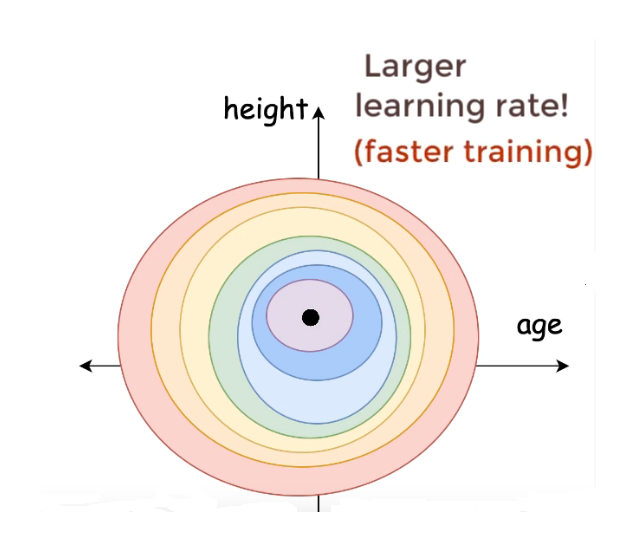 Larger
learning rate!
(faster training)
height
age